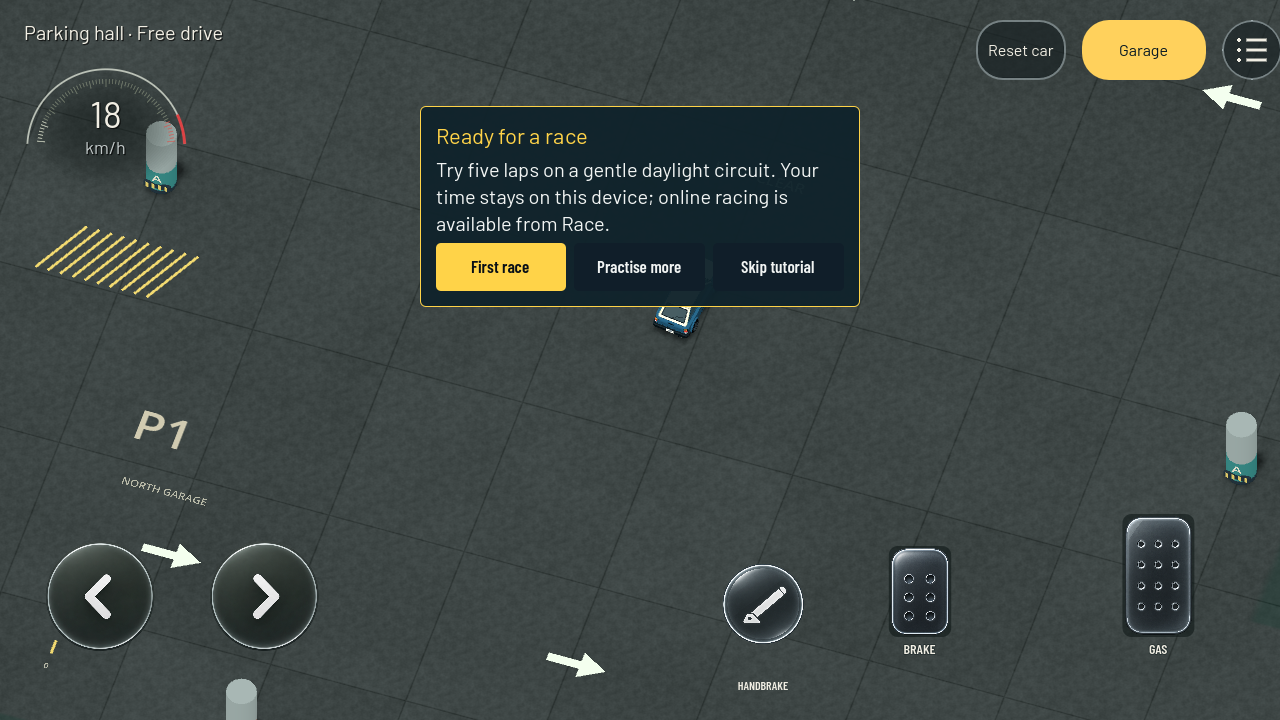 Parking hall · Free drive
Reset car
Garage
18
km/h
A
Ready for a race
Try five laps on a gentle daylight circuit. Your
time stays on this device; online racing is
available from Race.
First race
Practise more
Skip tutorial
P1
NORTH GARAGE
A
BRAKE
GAS
HANDBRAKE